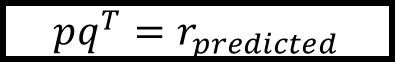 pq^T = r_predicted